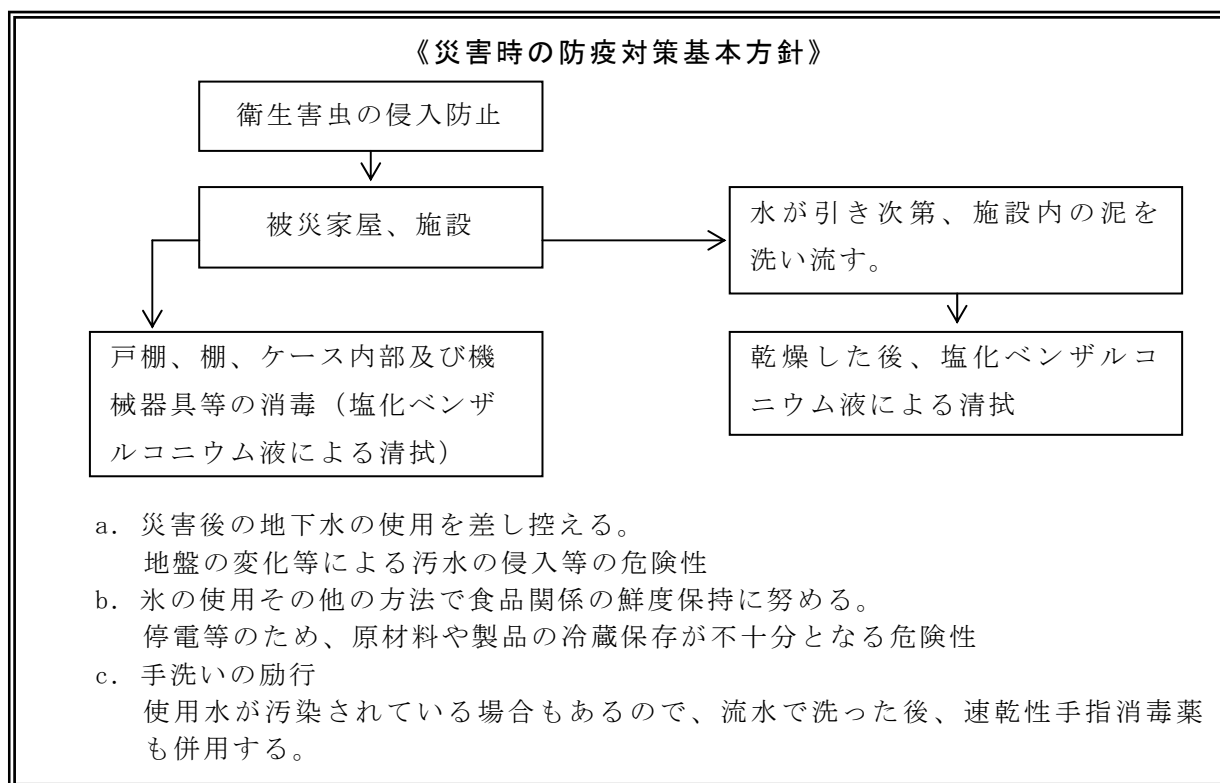 《災害時の防疫対策基本方針》
衛生害虫の侵入防止
被災家屋、施設
水が引き次第、施設内の泥を
洗い流す。
戸棚、棚、ケース内部及び機
械器具等の消毒（塩化ベンザ
ルコニウム液による清拭）
乾燥した後、塩化ベンザルコ
ニウム液による清拭
a. 災害後の地下水の使用を差し控える。
地盤の変化等による汚水の侵入等の危険性
b. 氷の使用その他の方法で食品関係の鮮度保持に努める。
停電等のため、原材料や製品の冷蔵保存が不十分となる危険性
c. 手洗いの励行
使用水が汚染されている場合もあるので、流水で洗った後、速乾性手指消毒薬
も併用する。